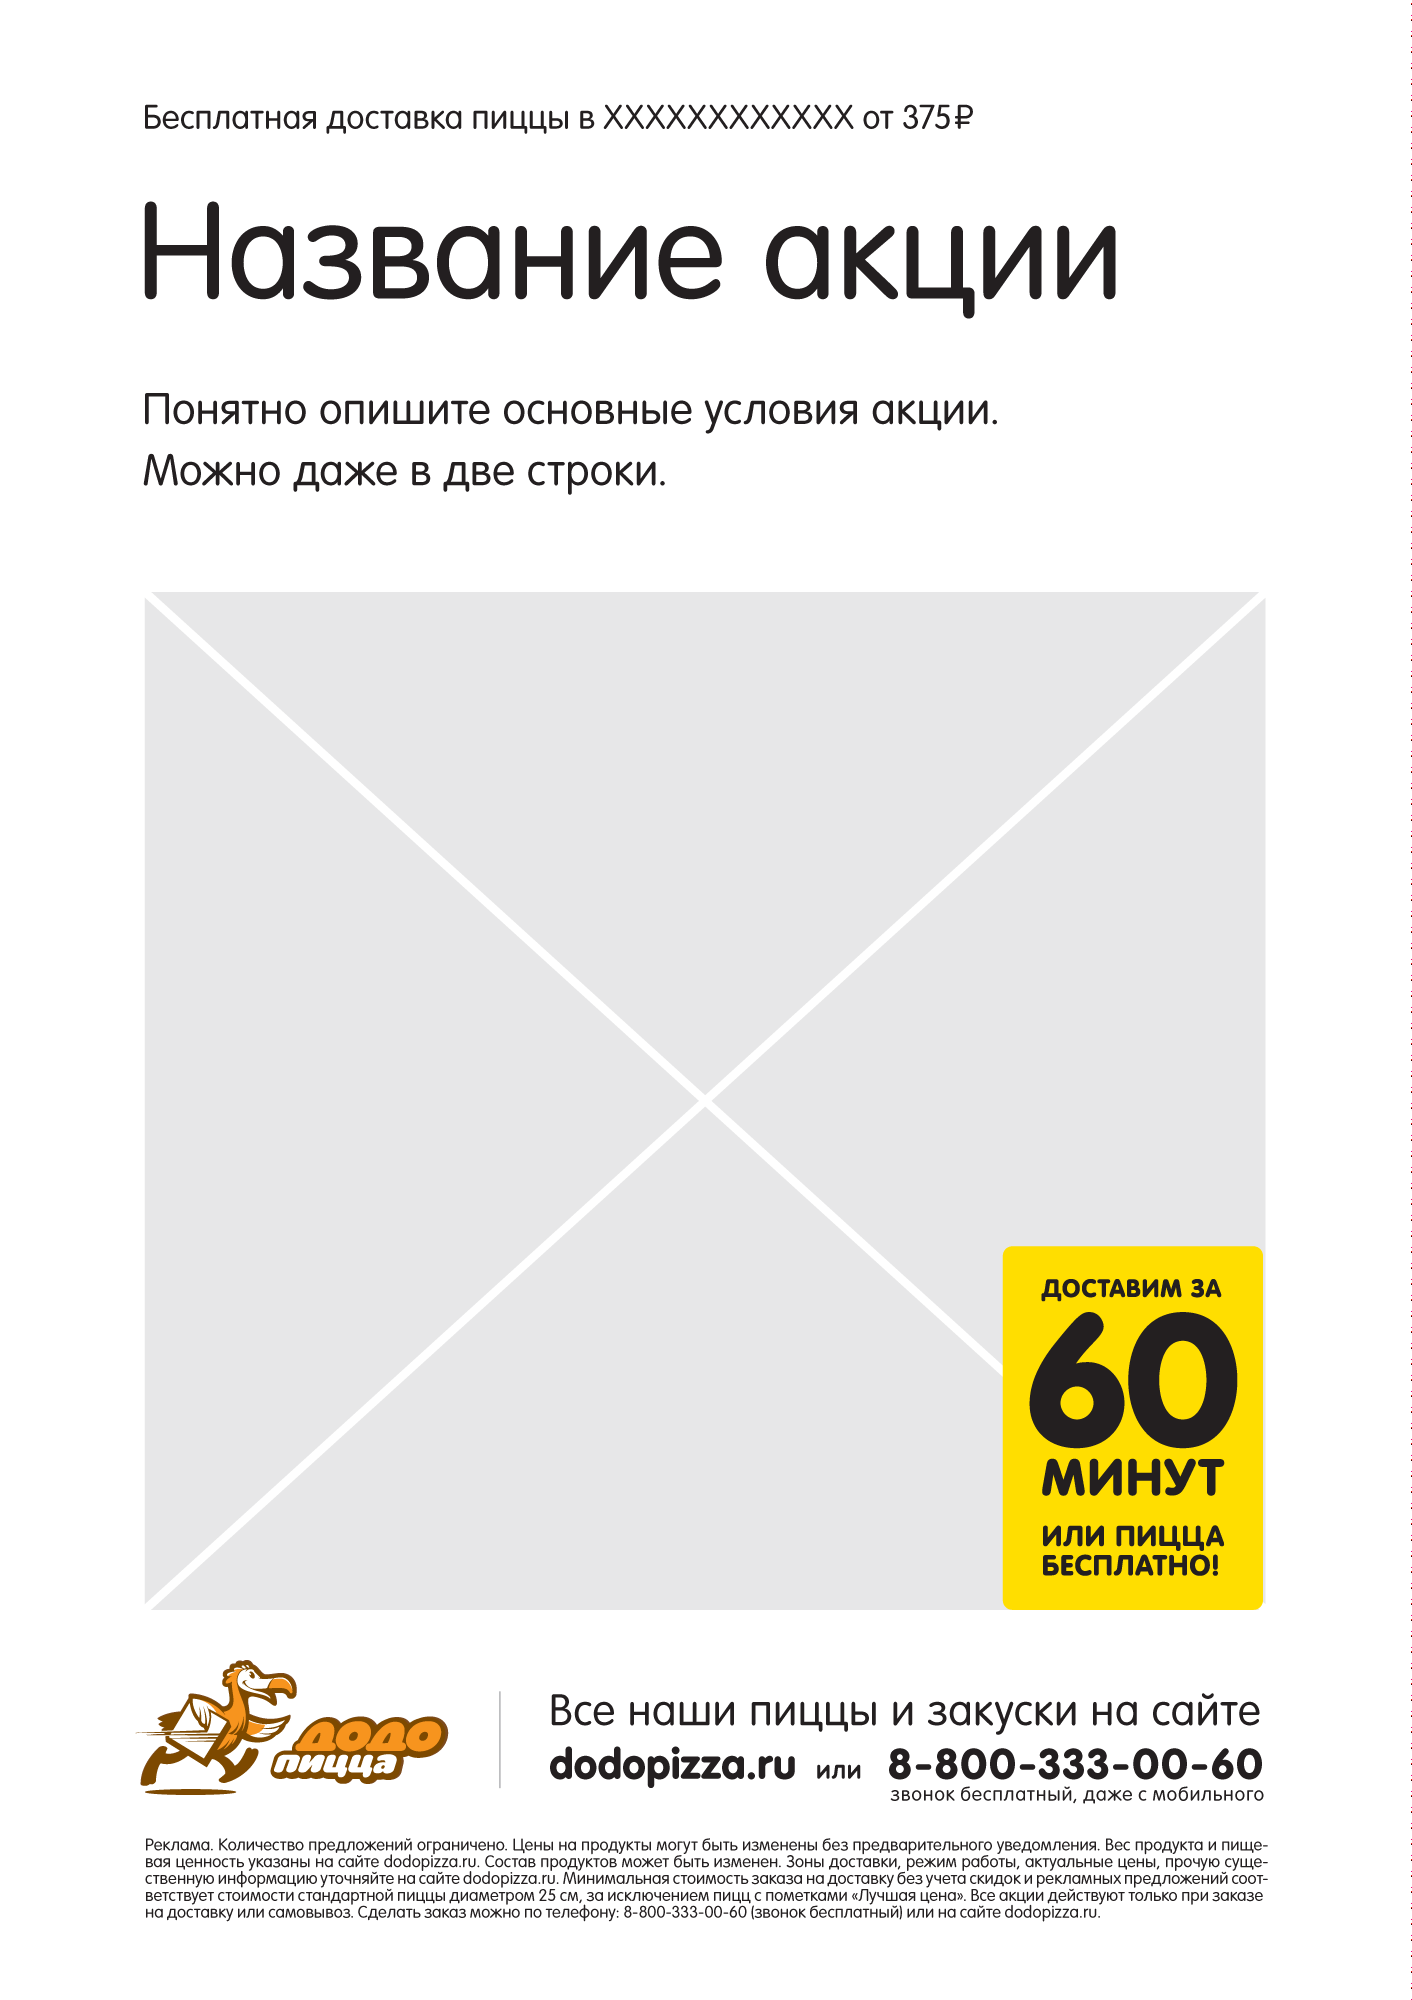 Бесплатная доставка пиццы в XXXXXXXXXXXX от 375₽
Название акции
Понятно опишите основные условия акции.
Можно даже в две строки.
ДОСТАВИМ ЗА
60
МИНУТ
ИЛИ ПИЦЦА
БЕСПЛАТНО!
додо
пицца
Все наши пиццы и закуски на сайте
dodopizza.ru или 8-800-333-00-60
звонок бесплатный, даже с мобильного
Реклама. Количество предложений ограничено. Цены на продукты могут быть изменены без предварительного уведомления. Вес продукта и пище-
вая ценность указаны на сайте dodopizza.ru. Состав продуктов может быть изменен. Зоны доставки, режим работы, актуальные цены, прочую суще-
ственную информацию уточняйте на сайте dodopizza.ru. Минимальная стоимость заказа на доставку без учета скидок и рекламных предложений соот-
ветствует стоимости стандартной пиццы диаметром 25 см, за исключением пицц с пометками «Лучшая цена». Все акции действуют только при заказе
на доставку или самовывоз. Сделать заказ можно по телефону: 8-800-333-00-60 (звонок бесплатный) или на сайте dodopizza.ru.